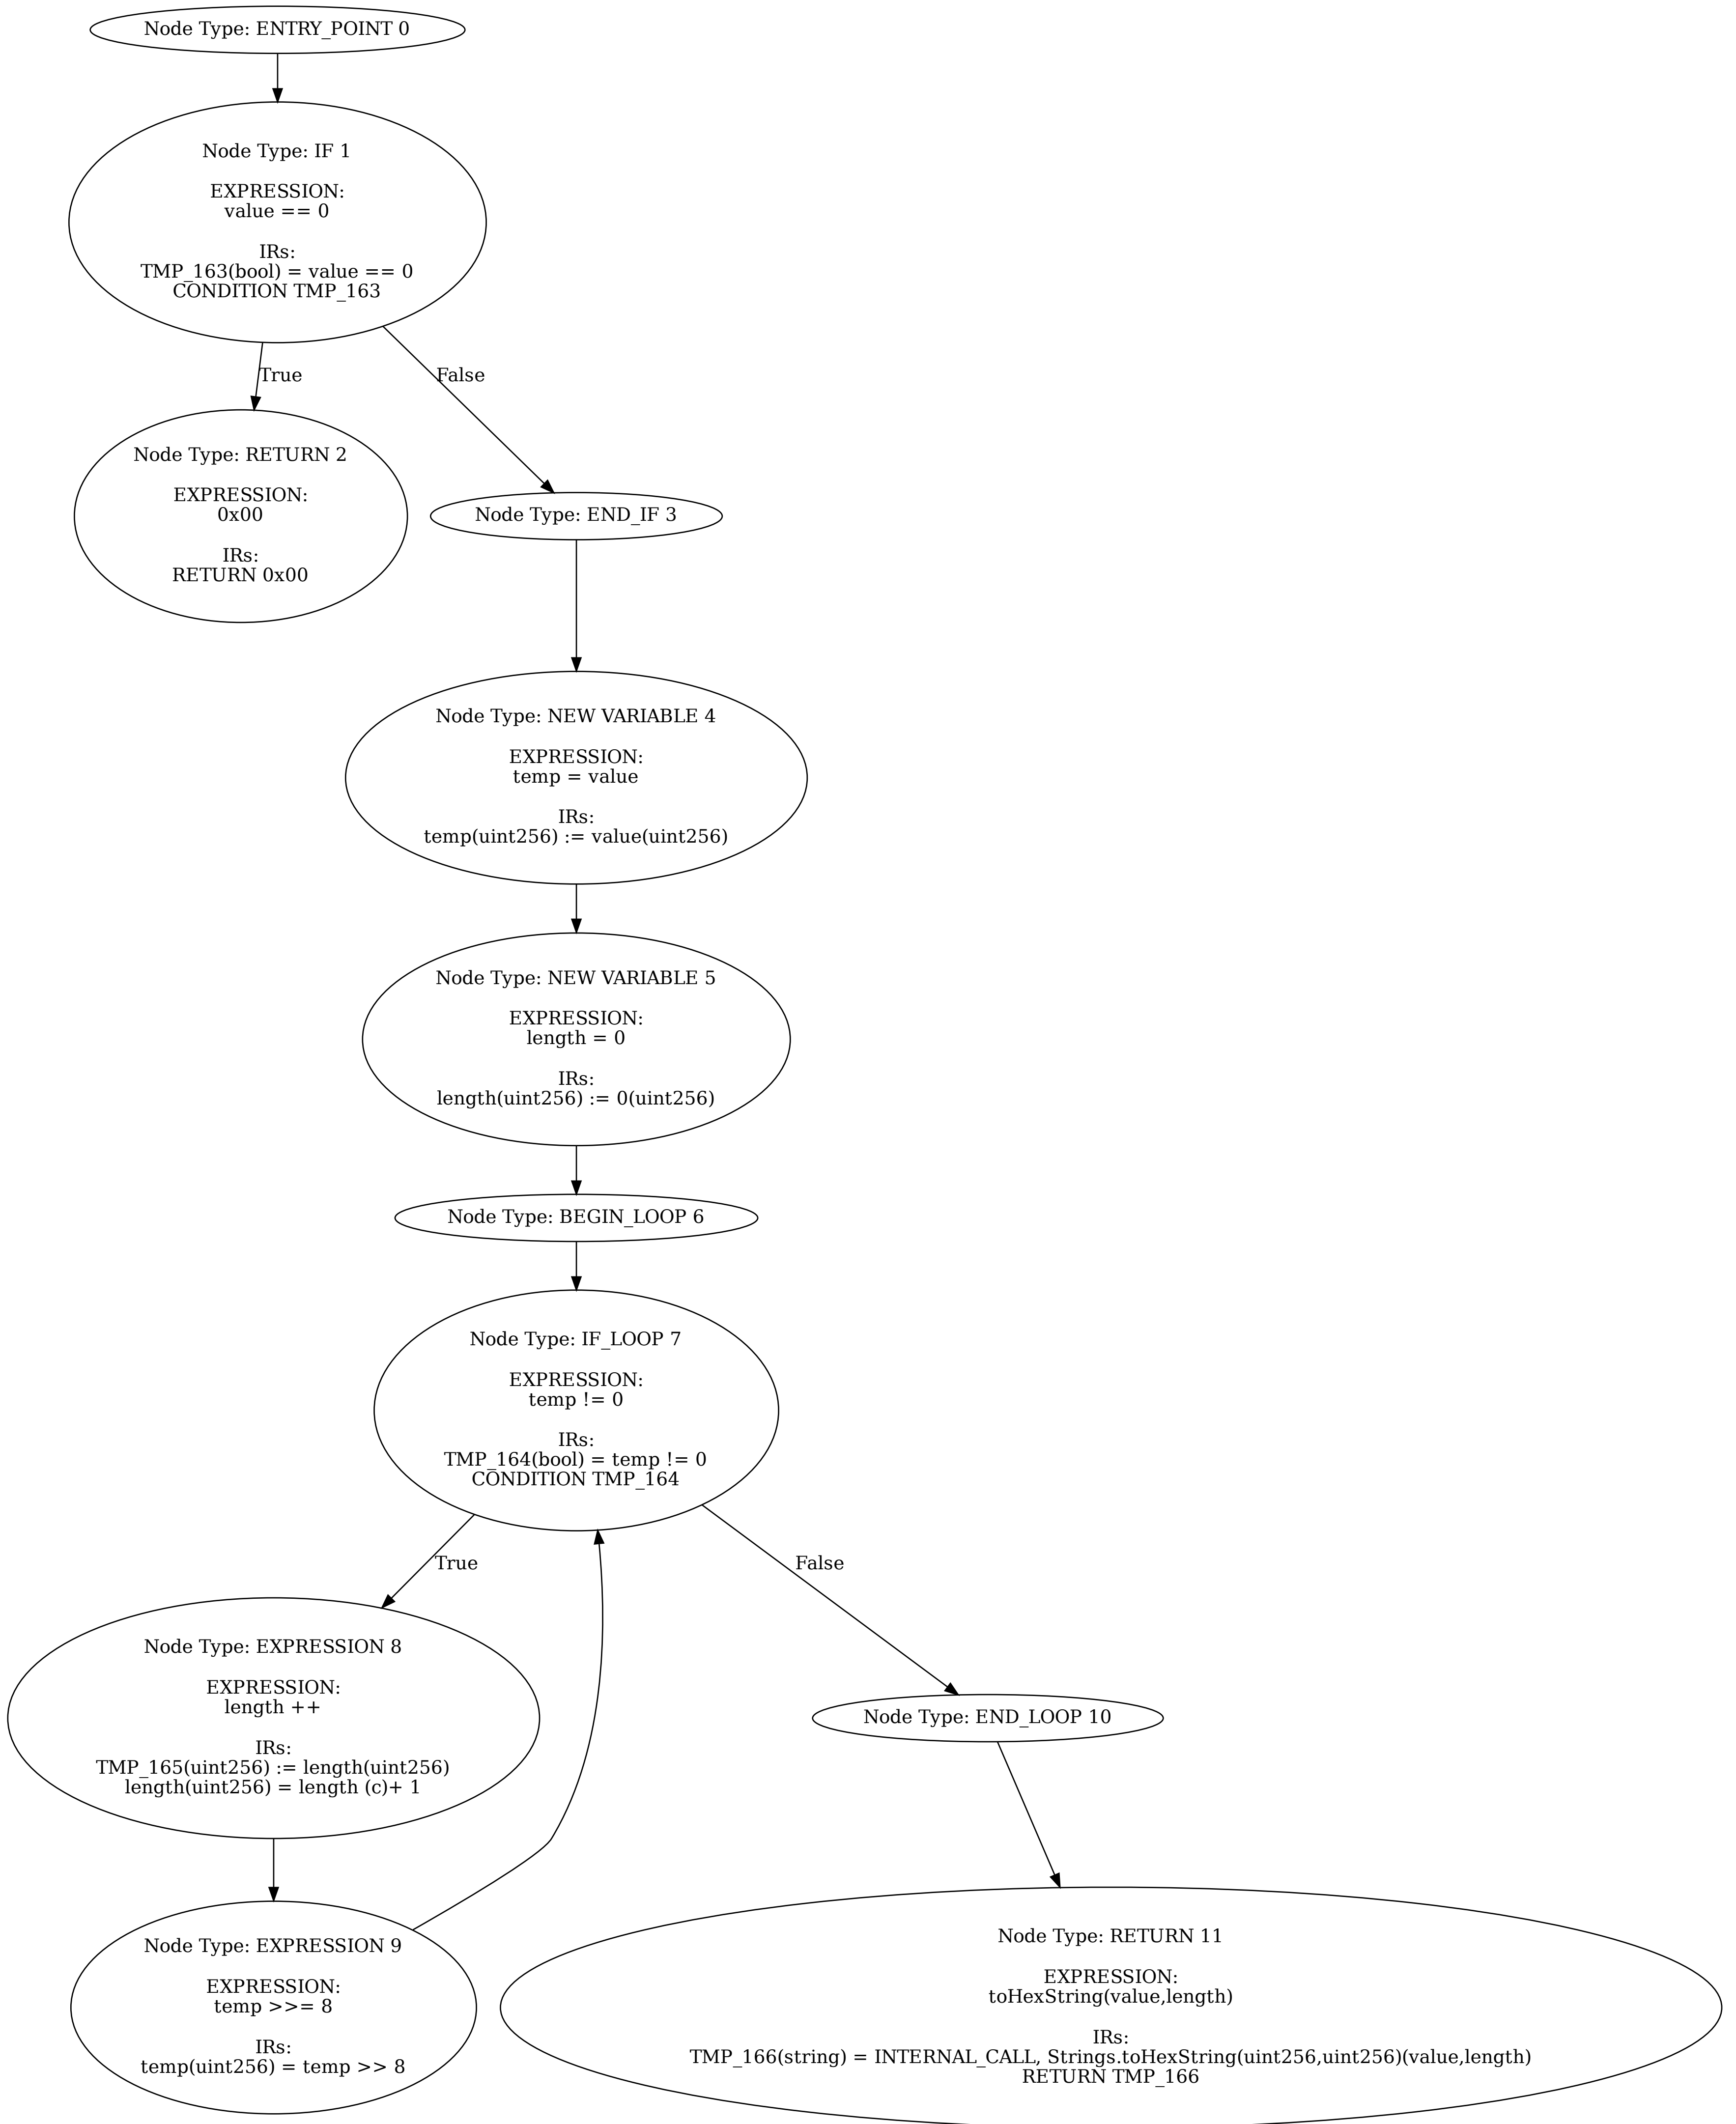 Node Type: ENTRY_POINT 0
Node Type: IF 1
EXPRESSION:
value == 0
IRs:
TMP_163(bool) = value == 0
CONDITION TMP_163
True
False
Node Type: RETURN 2
EXPRESSION:
0x00
IRs:
RETURN 0x00
Node Type: END_IF 3
Node Type: NEW VARIABLE 4
EXPRESSION:
temp = value
IRs:
temp(uint256) := value(uint256)
Node Type: NEW VARIABLE 5
EXPRESSION:
length = 0
IRs:
length(uint256) := 0(uint256)
Node Type: BEGIN_LOOP 6
Node Type: IF_LOOP 7
EXPRESSION:
temp != 0
IRs:
TMP_164(bool) = temp != 0
CONDITION TMP_164
True
False
Node Type: EXPRESSION 8
EXPRESSION:
length ++
IRs:
TMP_165(uint256) := length(uint256)
length(uint256) = length (c)+ 1
Node Type: END_LOOP 10
Node Type: EXPRESSION 9
EXPRESSION:
temp >>= 8
IRs:
temp(uint256) = temp >> 8
Node Type: RETURN 11
EXPRESSION:
toHexString(value,length)
IRs:
TMP_166(string) = INTERNAL_CALL, Strings.toHexString(uint256,uint256)(value,length)
RETURN TMP_166